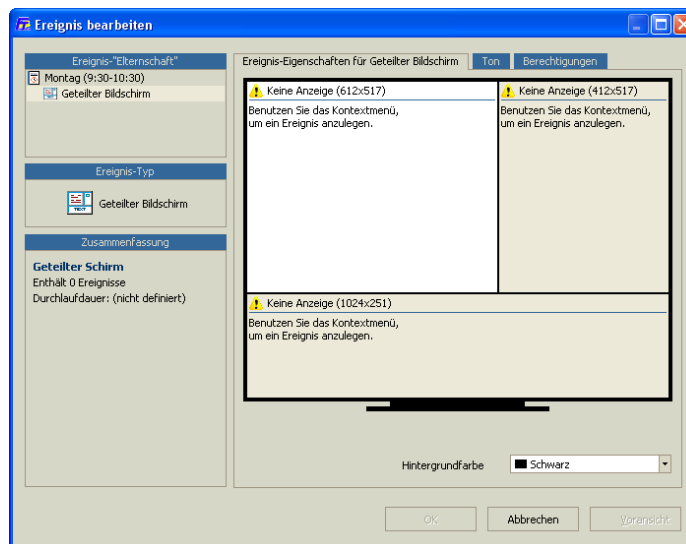 Ereignis bearbeiten
Ereignis-"Elternschaft"
Montag (9:30-10:30)
Geteilter Bildschirm
Ereignis-Typ
TEXT
Geteilter Bildschirm
Zusammenfassung
Geteilter Schirm
Enthält 0 Ereignisse
Durchlaufdauer: (nicht definiert)
Ereignis-Eigenschaften für Geteilter Bildschirm
Ton
Berechtigungen
Keine Anzeige (612x517)
Benutzen Sie das Kontextmenü,
um ein Ereignis anzulegen.
Keine Anzeige (412x517)
Benutzen Sie das Kontextmenü,
um ein Ereignis anzulegen.
Keine Anzeige (1024x251)
Benutzen Sie das Kontextmenü,
um ein Ereignis anzulegen.
Hintergrundfarbe
Schwarz
OK
Abbrechen
Voransicht